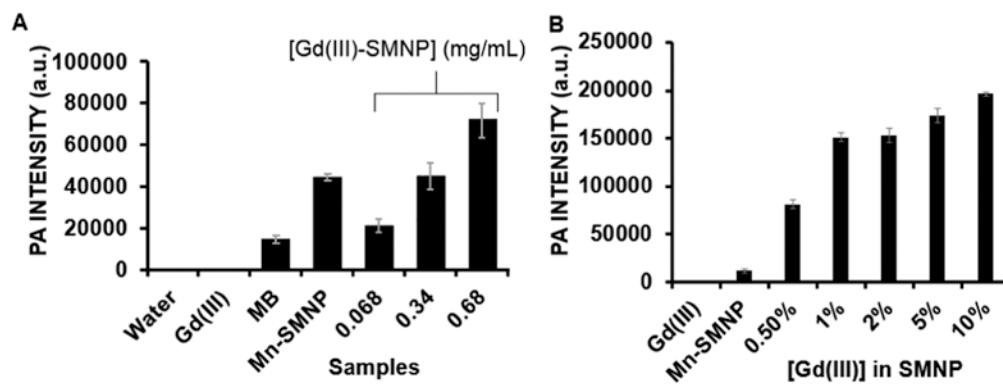 A
[Gd(III)-SMNP] (mg/mL)
PA INTENSITY (a.u.)
100000
80000
60000
40000
20000
0
Water
Gd(III)
MB
Mn-SMNP
0.068
0.34
0.68
Samples
B
PA INTENSITY (a.u.)
250000
200000
150000
100000
50000
0
Gd(III)
Mn-SMNP
0.50%
1%
2%
5%
10%
[Gd(III)] in SMNP